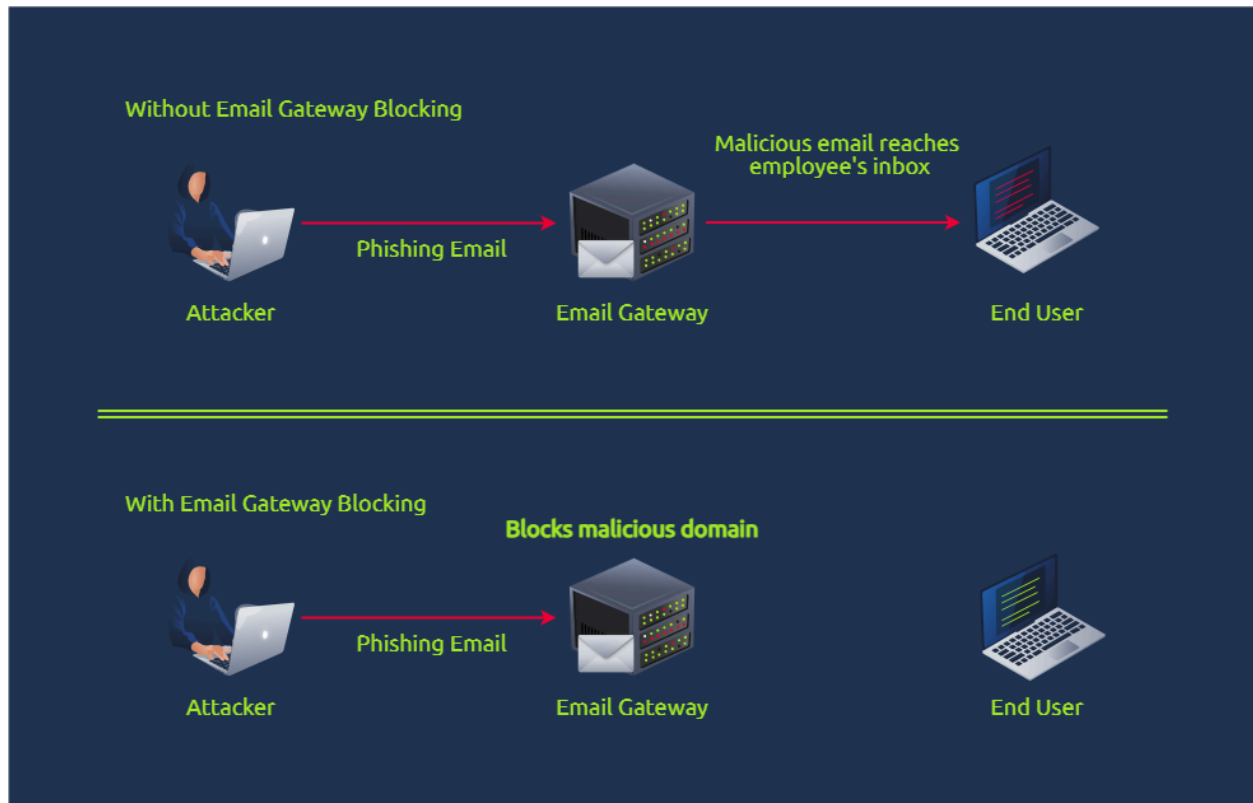 Without Email Gateway Blocking
Malicious email reaches
employee's inbox
Phishing Email
Attacker
Email Gateway
End User
With Email Gateway Blocking
Blocks malicious domain
Phishing Email
Attacker
Email Gateway
End User